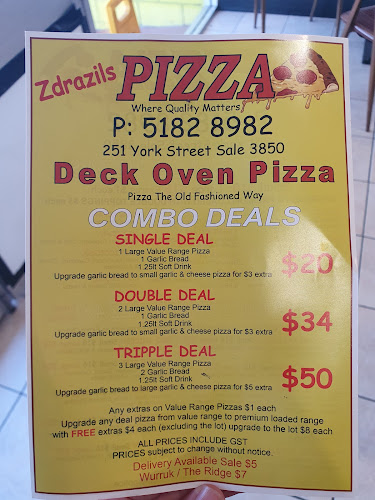 Zdrazils PIZZA
Where Quality Matters
P: 5182 8982
251 York Street Sale 3850
Deck Oven Pizza
Pizza The Old Fashioned Way
COMBO DEALS
SINGLE DEAL
1 Large Value Range Pizza
1 Garlic Bread
1.25lt Soft Drink
Upgrade garlic bread to small garlic & cheese pizza for $3 extra
$20
DOUBLE DEAL
2 Large Value Range Pizza
1 Garlic Bread
1.25lt Soft Drink
Upgrade garlic bread to small garlic & cheese pizza for $3 extra
$34
TRIPPLE DEAL
3 Large Value Range Pizza
2 Garlic Bread
1.25lt Soft Drink
Upgrade garlic bread to large garlic & cheese pizza for $5 extra
$50
Any extras on Value Range Pizzas $1 each
Upgrade any deal pizza from value range to premium loaded range
with FREE extras $4 each (excluding the lot) upgrade to the lot $8 each
ALL PRICES INCLUDE GST
PRICES subject to change without notice.
Delivery Available Sale $5
Wurruk / The Ridge $7